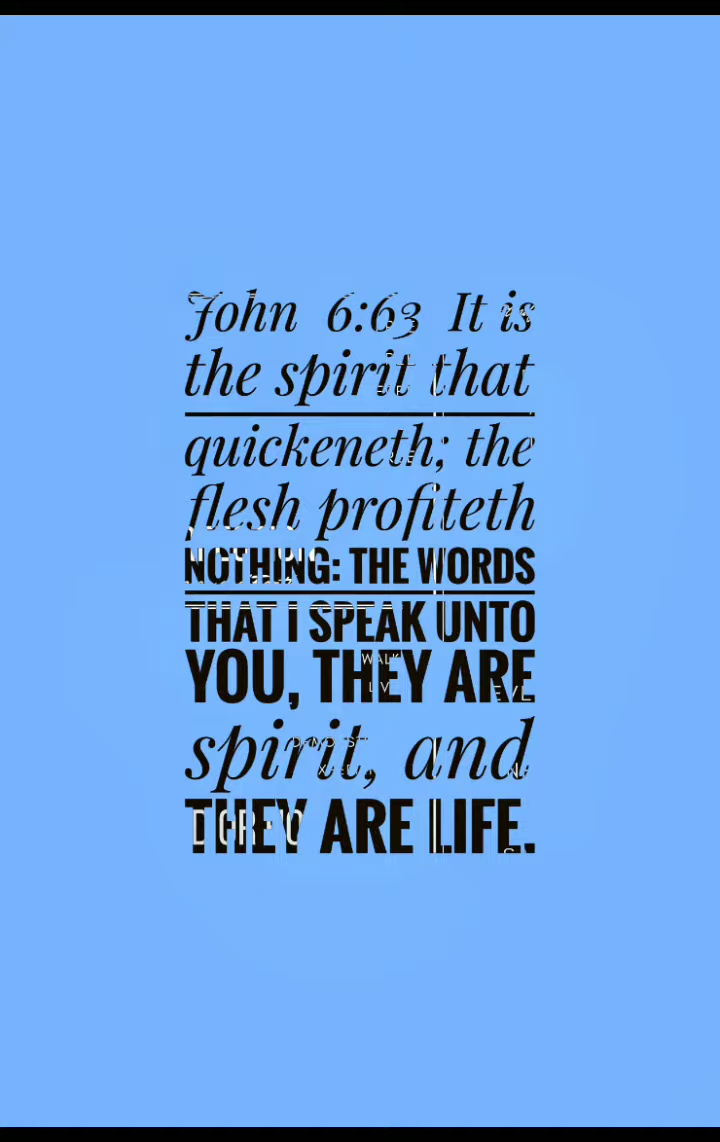 John 6:63 It is
the spirit that
quickeneth; the
flesh profiteth
NOTHING: THE WORDS
THAT I SPEAK UNTO
YOU, THEY ARE
spirit, and
THEY ARE LIFE.